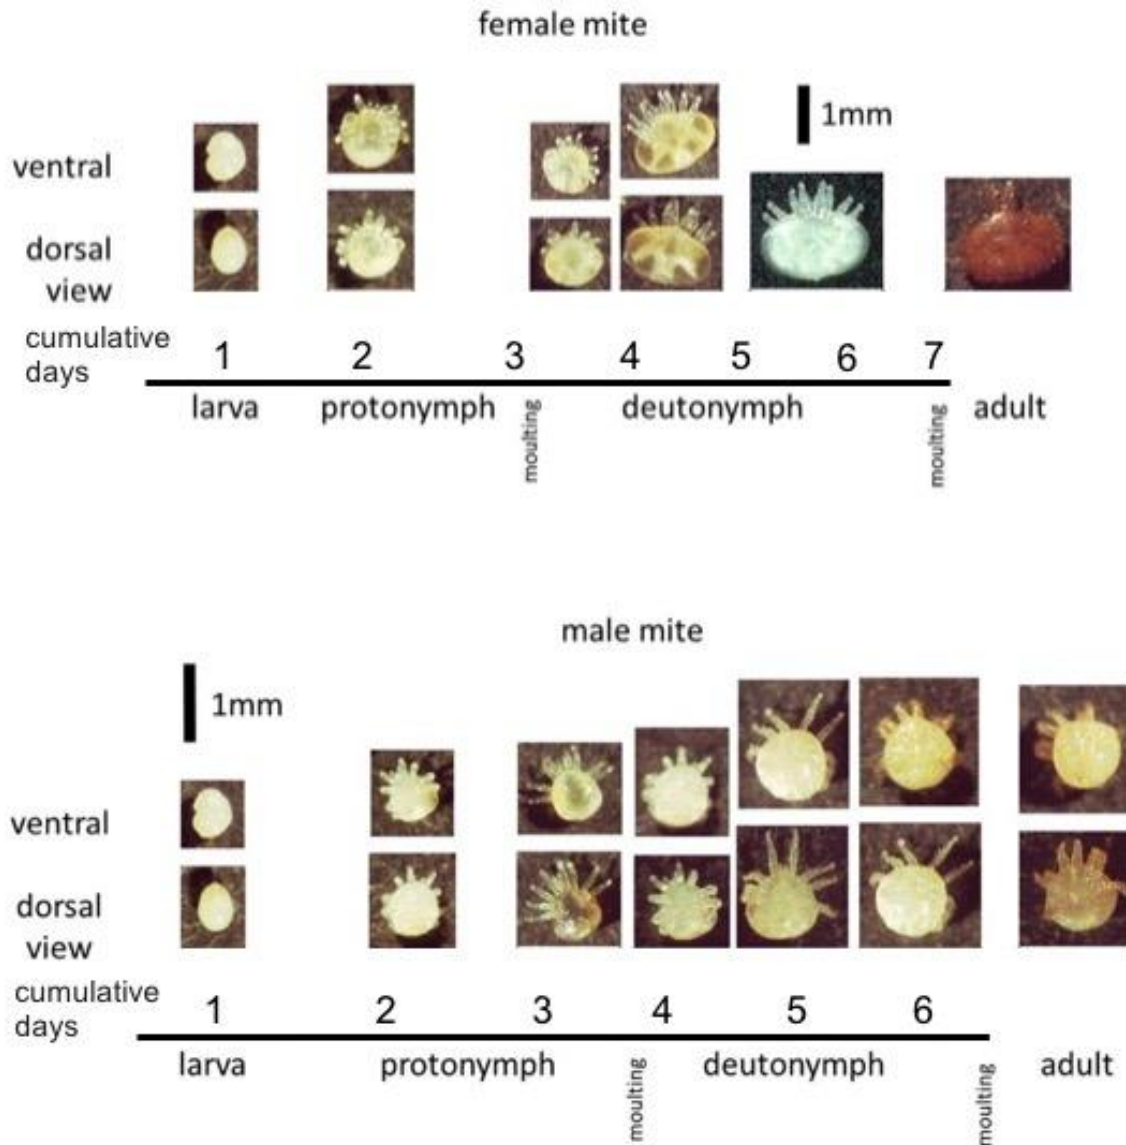 female mite
1mm
ventral
dorsal
view
cumulative
days
1 2 3 4 5 6 7
larva protonymph moulting deutonymph moulting adult
male mite
1mm
ventral
dorsal
view
cumulative
days
1 2 3 4 5 6
larva protonymph moulting deutonymph moulting adult